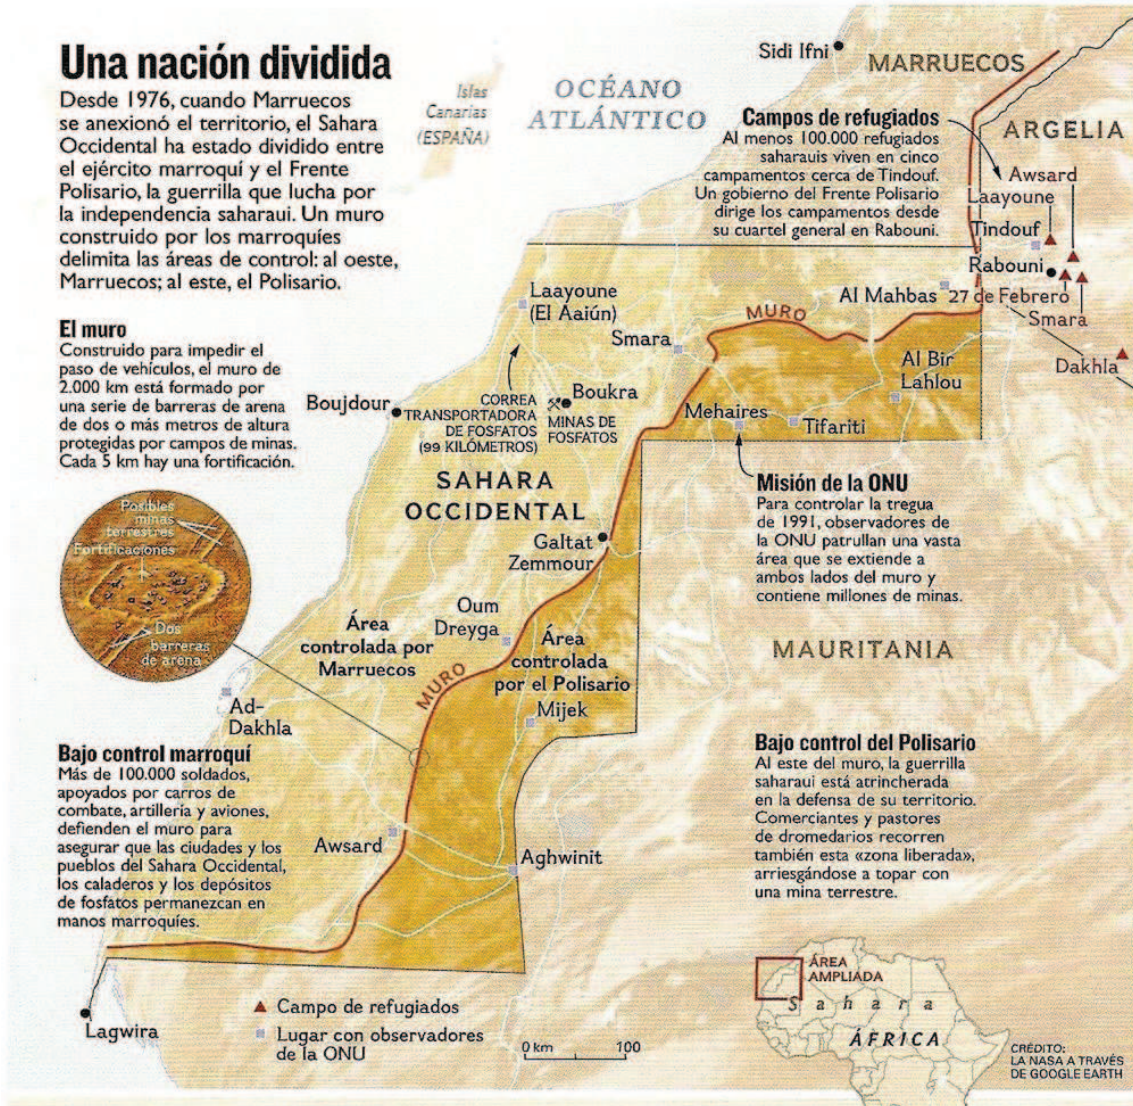 Una nación dividida
Desde 1976, cuando Marruecos
se anexionó el territorio, el Sahara
Occidental ha estado dividido entre
el ejército marroquí y el Frente
Polisario, la guerrilla que lucha por
la independencia saharaui. Un muro
construido por los marroquíes
delimita las áreas de control: al oeste,
Marruecos; al este, el Polisario.
El muro
Construido para impedir el
paso de vehículos, el muro de
2.000 km está formado por
una serie de barreras de arena
de dos o más metros de altura
protegidas por campos de minas.
Cada 5 km hay una fortificación.
Posibles
minas
terrestres
Fortificaciones
Dos
barreras
de arena
Bajo control marroquí
Más de 100.000 soldados,
apoyados por carros de
combate, artillería y aviones,
defienden el muro para
asegurar que las ciudades y los
pueblos del Sahara Occidental,
los caladeros y los depósitos
de fosfatos permanezcan en
manos marroquíes.
Islas
Canarias
(ESPAÑA)
OCÉANO
ATLÁNTICO
Sidi Ifni
MARRUECOS
ARGELIA
Campos de refugiados
Al menos 100.000 refugiados
saharauis viven en cinco
campamentos cerca de Tindouf.
Un gobierno del Frente Polisario
dirige los campamentos desde
su cuartel general en Rabouni.
Awsard
Laayoune
Tindouf
Rabouni
27 de Febrero
Smara
Dakhla
Laayoune
(El Aaiún)
Smara
MURO
Al Mahbas
Al Bir
Lahlou
Boujdour
CORREA
TRANSPORTADORA
DE FOSFATOS
(99 KILÓMETROS)
Boukra
MINAS DE
FOSFATOS
Mehaires
Tifariti
SAHARA
OCCIDENTAL
Galtat
Zemmour
Misión de la ONU
Para controlar la tregua
de 1991, observadores de
la ONU patrullan una vasta
área que se extiende a
ambos lados del muro y
contiene millones de minas.
Oum
Dreyga
Área
controlada por
Marruecos
Área
controlada
por el Polisario
MURO
MAURITANIA
Ad-
Dakhla
Mijek
Bajo control del Polisario
Al este del muro, la guerrilla
saharaui está atrincherada
en la defensa de su territorio.
Comerciantes y pastores
de dromedarios recorren
también esta «zona liberada»,
arriesgándose a topar con
una mina terrestre.
Awsard
Aghwinit
Lagwira
Campo de refugiados
Lugar con observadores
de la ONU
0 km 100
ÁREA
AMPLIADA
Sahara
ÁFRICA
CRÉDITO:
LA NASA A TRAVÉS
DE GOOGLE EARTH